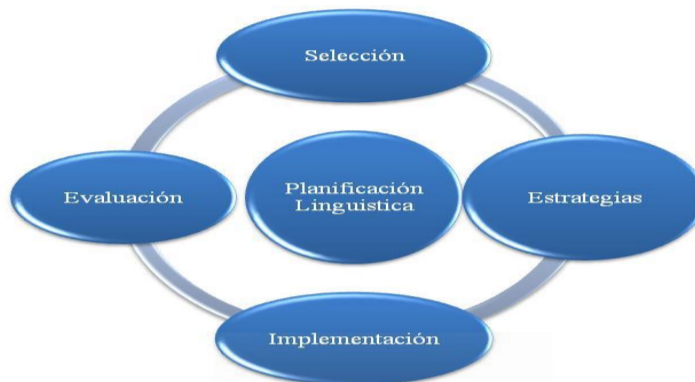 Selección
Evaluación
Planificación
Linguistica
Estrategias
Implementación